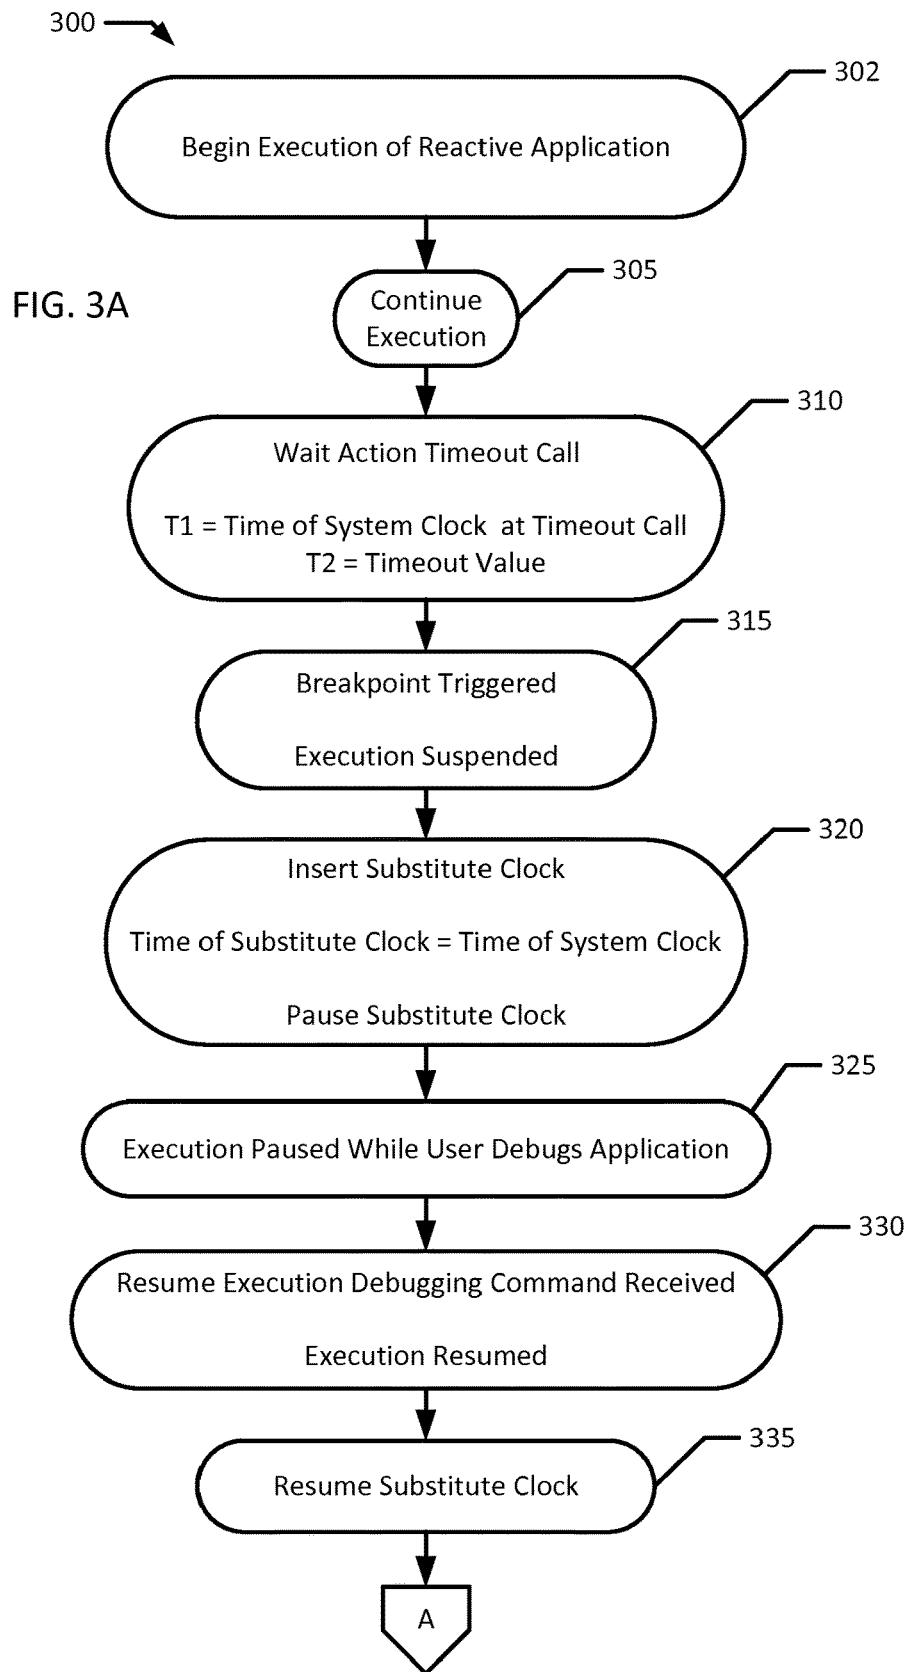 300
302
Begin Execution of Reactive Application
305
FIG. 3A
Continue
Execution
310
Wait Action Timeout Call
T1 = Time of System Clock at Timeout Call
T2 = Timeout Value
315
Breakpoint Triggered
Execution Suspended
320
Insert Substitute Clock
Time of Substitute Clock = Time of System Clock
Pause Substitute Clock
325
Execution Paused While User Debugs Application
330
Resume Execution Debugging Command Received
Execution Resumed
335
Resume Substitute Clock
A